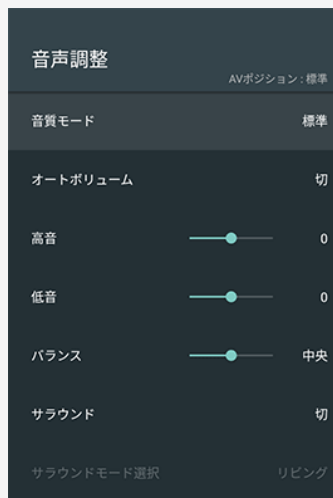 音声調整
AVポジション : 標準
音質モード 標準
オートボリューム 切
高音 0
低音 0
バランス 中央
サラウンド 切
サラウンドモード選択 リビング